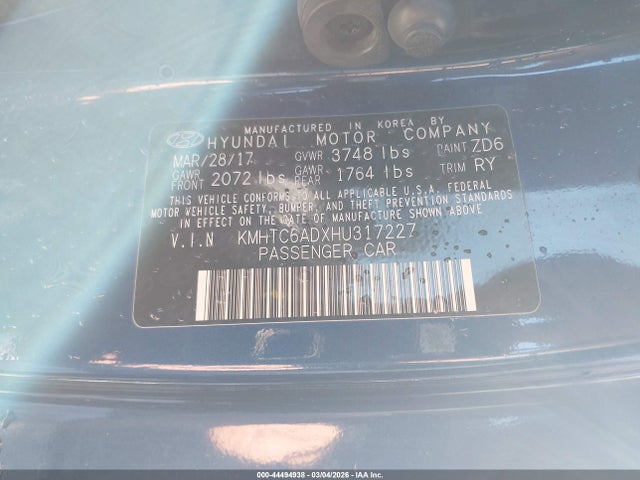 MANUFACTURED IN KOREA BY
HYUNDAI MOTOR COMPANY
MAR/28/17 GVWR 3748 lbs PAINT ZD6
GAWR FRONT 2072 lbs GAWR REAR 1764 lbs TRIM RY
THIS VEHICLE CONFORMS TO ALL APPLICABLE U.S.A. FEDERAL
MOTOR VEHICLE SAFETY, BUMPER, AND THEFT PREVENTION STANDARDS
IN EFFECT ON THE DATE OF MANUFACTURE SHOWN ABOVE.
V.I.N KMHTC6ADXHU317227
PASSENGER CAR
000-44494938 - 03/04/2026 - IAA Inc.